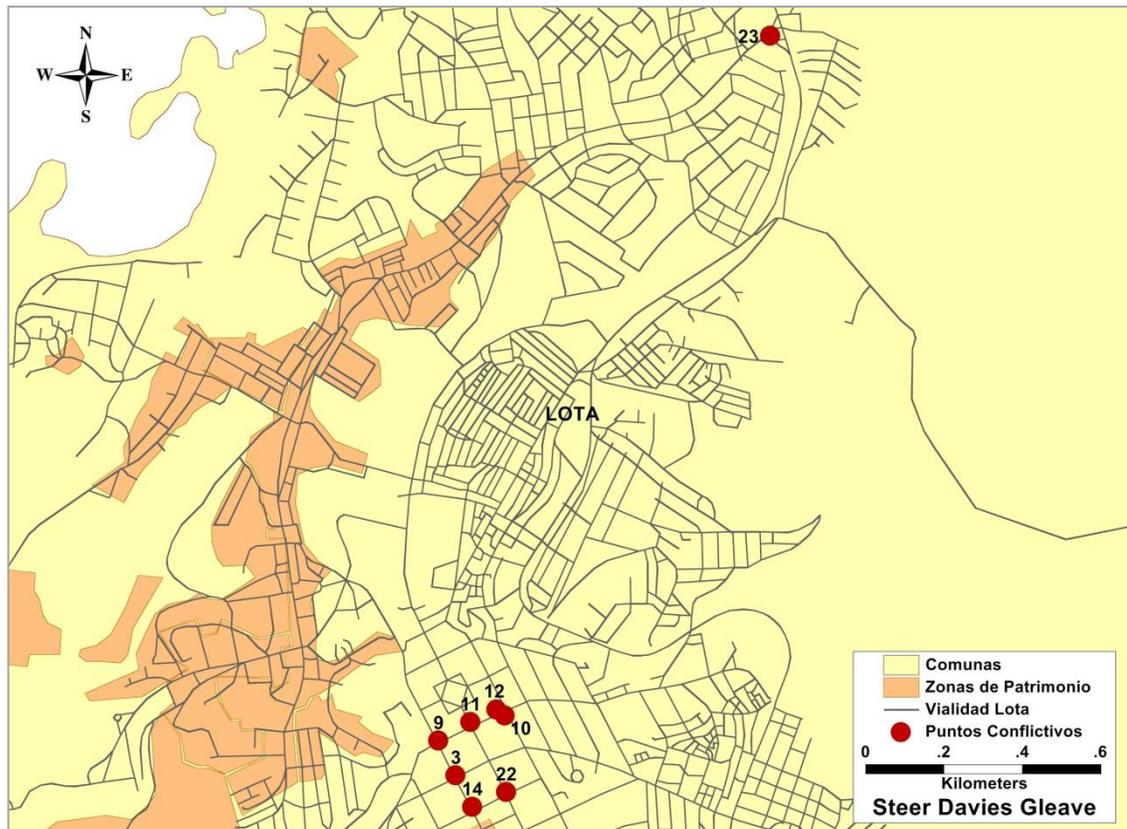 23
N
W E
S
LOTA
12
11
10
9
3
22
14
Comunas
Zonas de Patrimonio
Vialidad Lota
Puntos Conflictivos
0 .2 .4 .6
Kilometers
Steer Davies Gleave